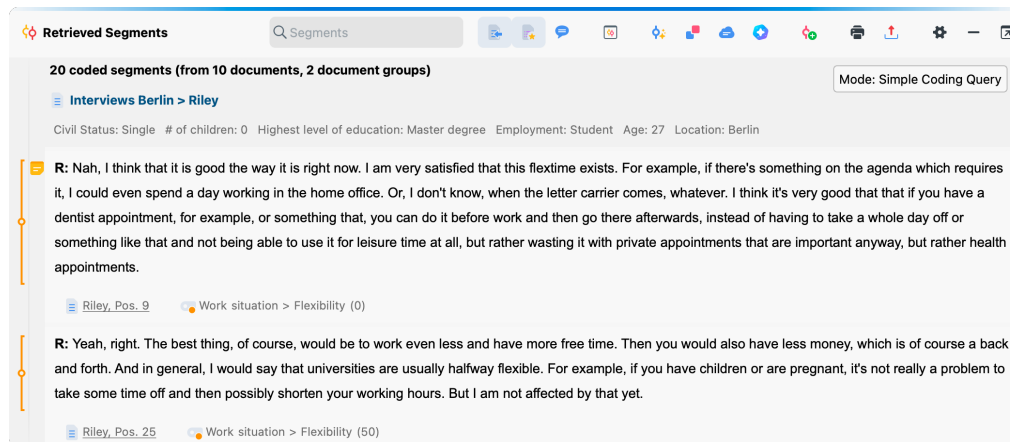 Retrieved Segments
Segments
20 coded segments (from 10 documents, 2 document groups)
Mode: Simple Coding Query
Interviews Berlin > Riley
Civil Status: Single # of children: 0 Highest level of education: Master degree Employment: Student Age: 27 Location: Berlin
R: Nah, I think that it is good the way it is right now. I am very satisfied that this flextime exists. For example, if there's something on the agenda which requires
it, I could even spend a day working in the home office. Or, I don't know, when the letter carrier comes, whatever. I think it's very good that that if you have a
dentist appointment, for example, or something that, you can do it before work and then go there afterwards, instead of having to take a whole day off or
something like that and not being able to use it for leisure time at all, but rather wasting it with private appointments that are important anyway, but rather health
appointments.
Riley, Pos. 9 Work situation > Flexibility (0)
R: Yeah, right. The best thing, of course, would be to work even less and have more free time. Then you would also have less money, which is of course a back
and forth. And in general, I would say that universities are usually halfway flexible. For example, if you have children or are pregnant, it's not really a problem to
take some time off and then possibly shorten your working hours. But I am not affected by that yet.
Riley, Pos. 25 Work situation > Flexibility (50)